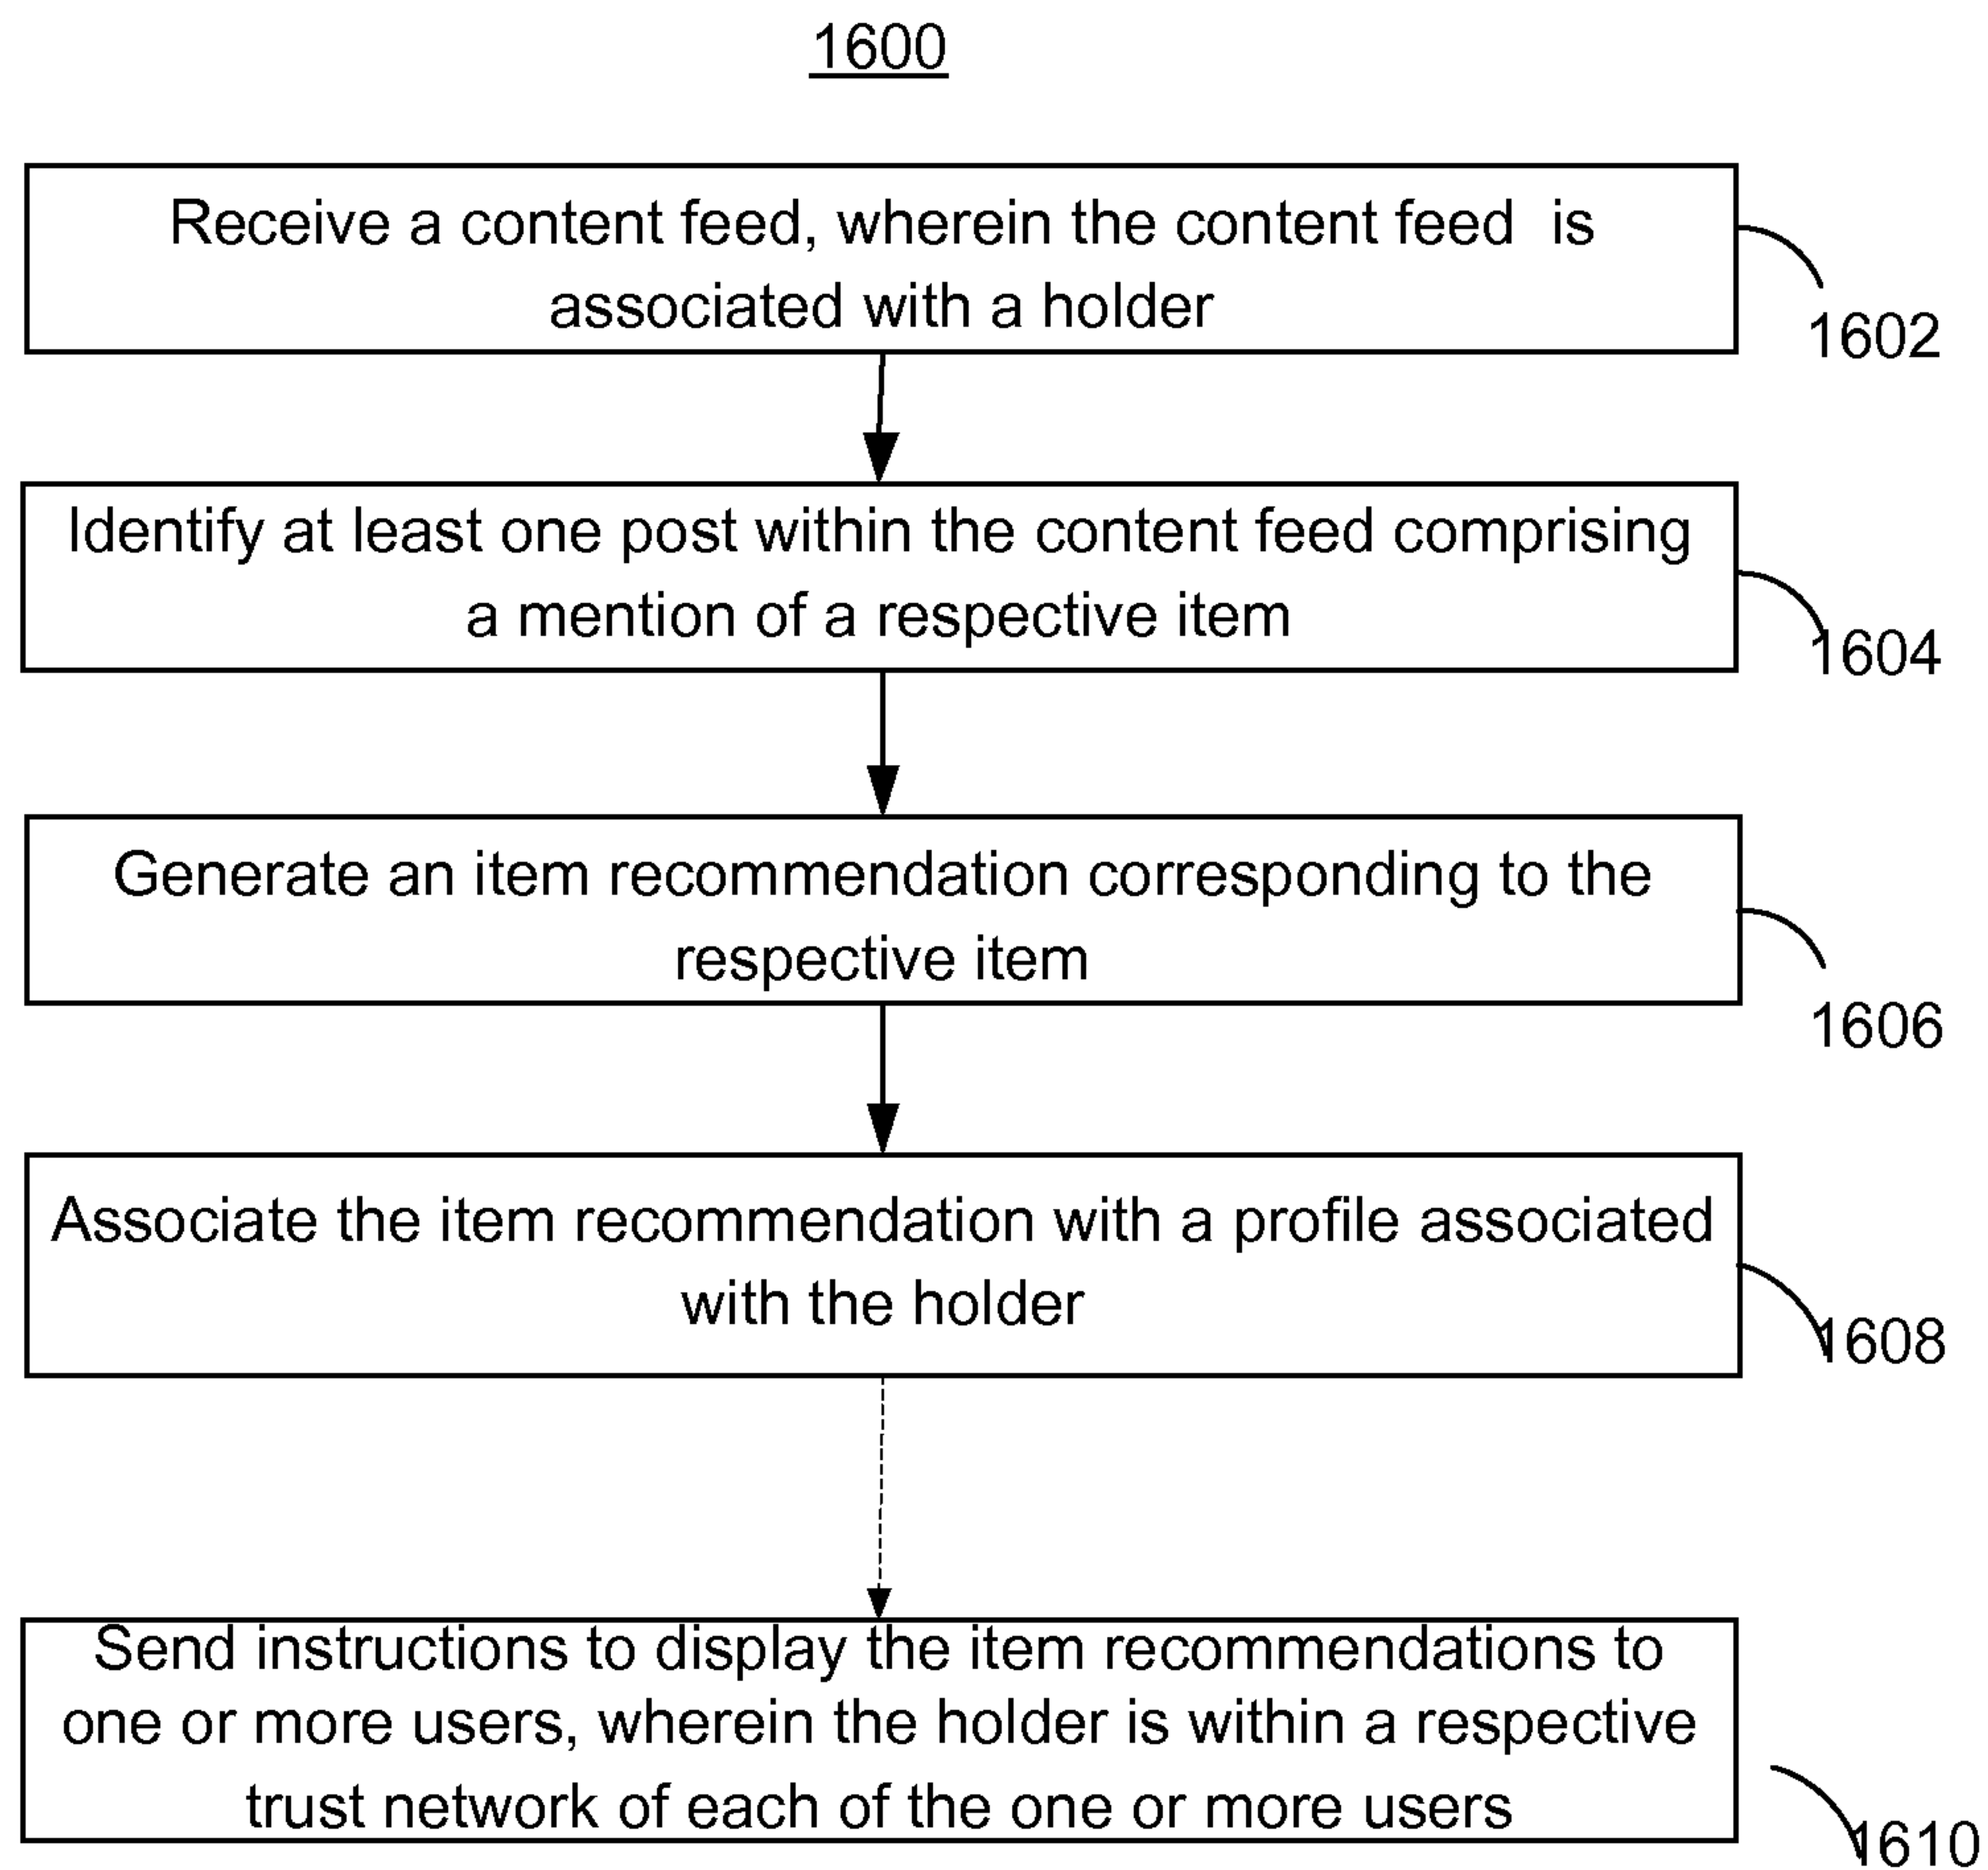 1600
Receive a content feed, wherein the content feed is
associated with a holder
1602
Identify at least one post within the content feed comprising
a mention of a respective item
1604
Generate an item recommendation corresponding to the
respective item
1606
Associate the item recommendation with a profile associated
with the holder
1608
Send instructions to display the item recommendations to
one or more users, wherein the holder is within a respective
trust network of each of the one or more users
1610